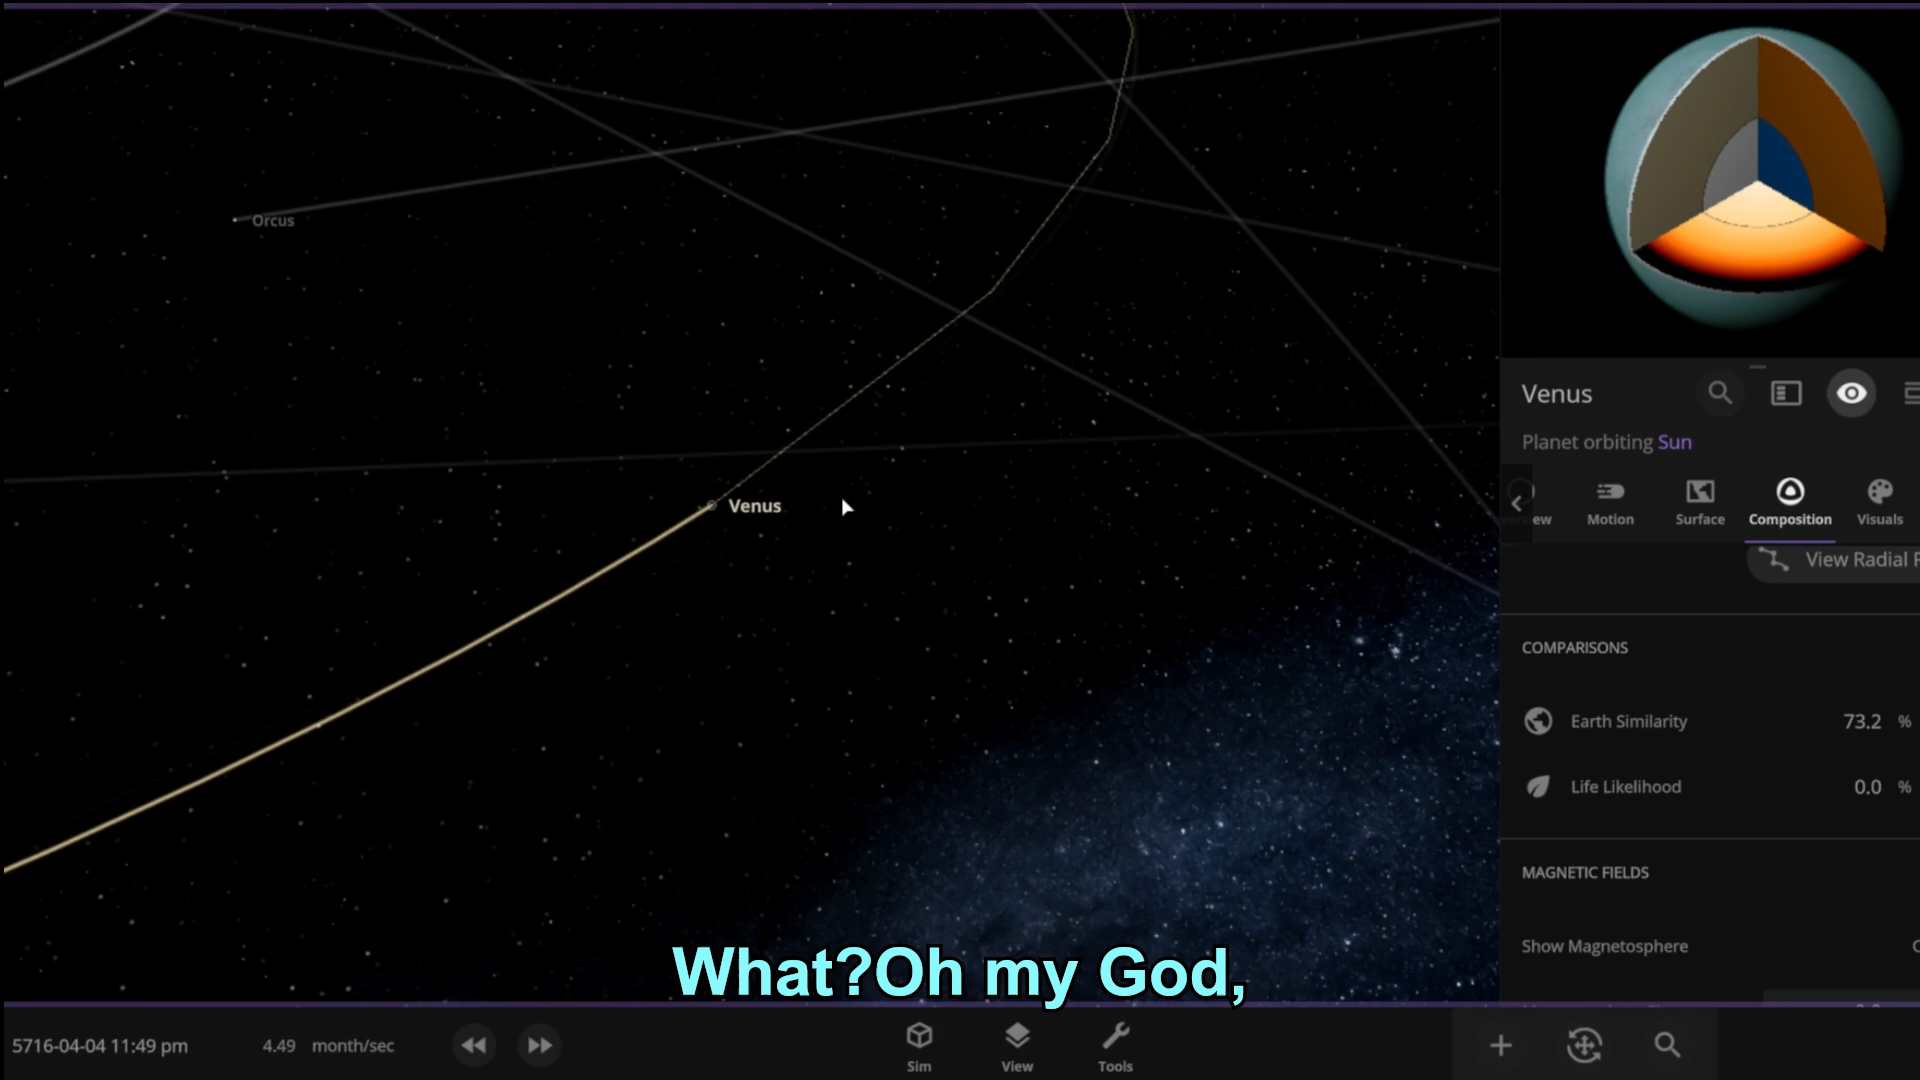 Orcus
Venus
Venus
Planet orbiting Sun
Motion
Surface
Composition
Visuals
View Radial
COMPARISONS
Earth Similarity 73.2 %
Life Likelihood 0.0 %
MAGNETIC FIELDS
Show Magnetosphere
What?Oh my God,
5716-04-04 11:49 pm 4.49 month/sec
Sim
View
Tools